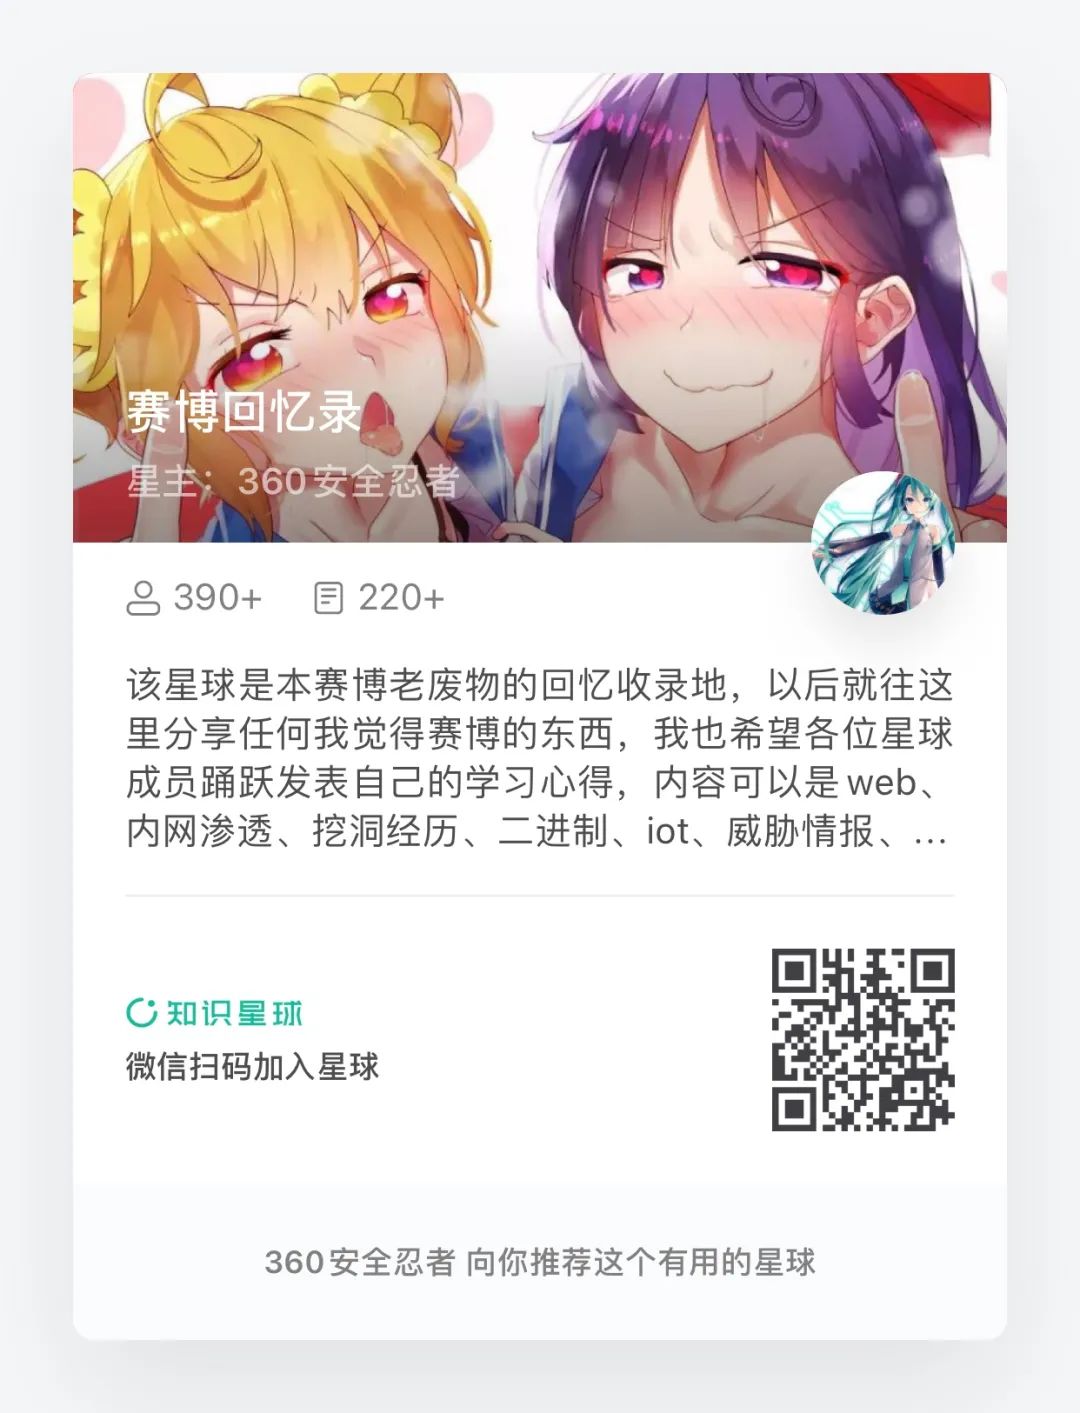 赛博回忆录
星主：360安全忍者
390+ 220+
该星球是本赛博老废物的回忆收录地，以后就往这
里分享任何我觉得赛博的东西，我也希望各位星球
成员踊跃发表自己的学习心得，内容可以是web、
内网渗透、挖洞经历、二进制、iot、威胁情报、...
知识星球
微信扫码加入星球
360安全忍者 向你推荐这个有用的星球